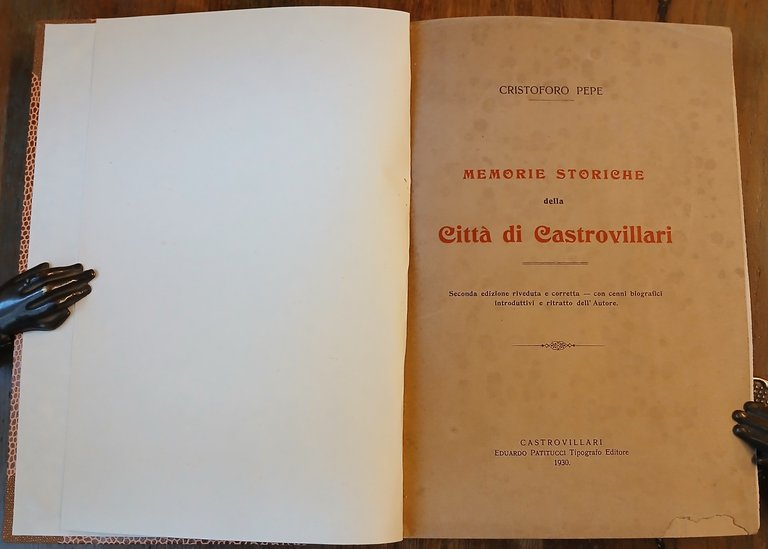 CRISTOFORO PEPE
MEMORIE STORICHE
della
Città di Castrovillari
Seconda edizione riveduta e corretta — con cenni biografici
introduttivi e ritratto dell'Autore.
CASTROVILLARI
EDUARDO PATITUCCI Tipografo Editore
1930.